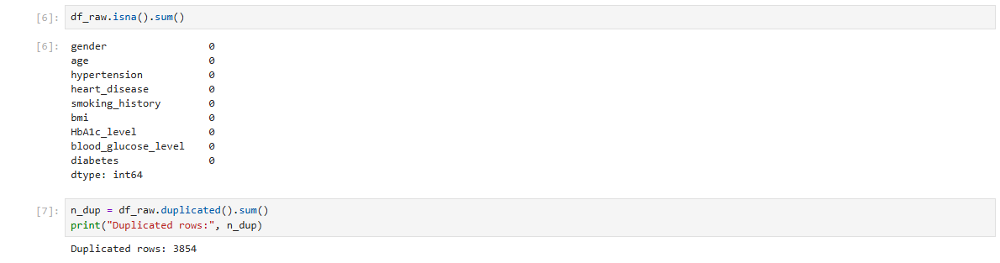 [6]: df_raw.isna().sum()
[6]: gender 0
age 0
hypertension 0
heart_disease 0
smoking_history 0
bmi 0
HbA1c_level 0
blood_glucose_level 0
diabetes 0
dtype: int64
[7]: n_dup = df_raw.duplicated().sum()
print("Duplicated rows:", n_dup)
Duplicated rows: 3854